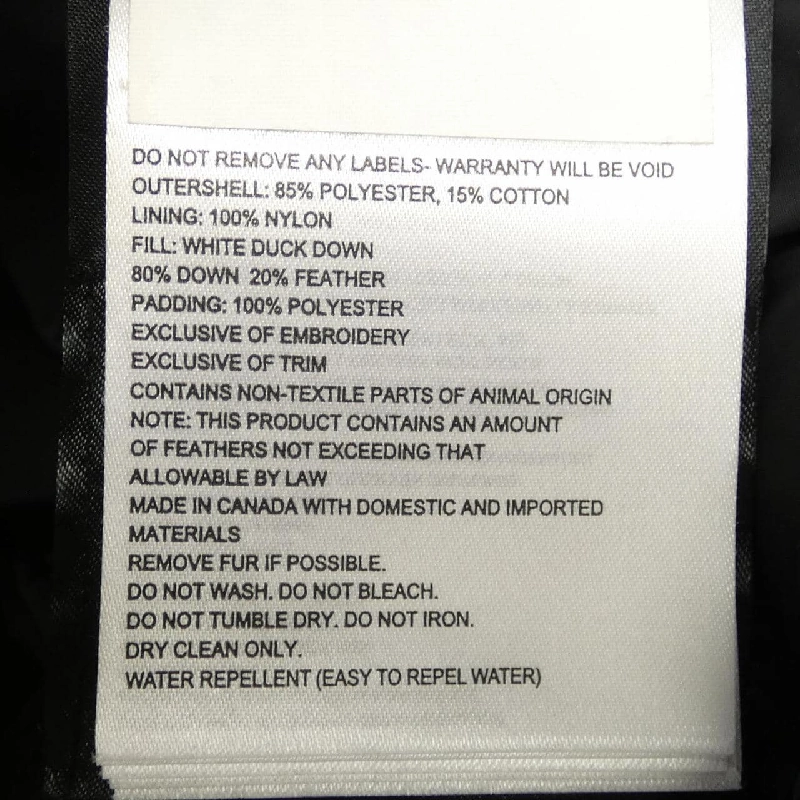 DO NOT REMOVE ANY LABELS- WARRANTY WILL BE VOID
OUTERSHELL: 85% POLYESTER, 15% COTTON
LINING: 100% NYLON
FILL: WHITE DUCK DOWN
80% DOWN 20% FEATHER
PADDING: 100% POLYESTER
EXCLUSIVE OF EMBROIDERY
EXCLUSIVE OF TRIM
CONTAINS NON-TEXTILE PARTS OF ANIMAL ORIGIN
NOTE: THIS PRODUCT CONTAINS AN AMOUNT
OF FEATHERS NOT EXCEEDING THAT
ALLOWABLE BY LAW
MADE IN CANADA WITH DOMESTIC AND IMPORTED
MATERIALS
REMOVE FUR IF POSSIBLE.
DO NOT WASH. DO NOT BLEACH.
DO NOT TUMBLE DRY. DO NOT IRON.
DRY CLEAN ONLY.
WATER REPELLENT (EASY TO REPEL WATER)